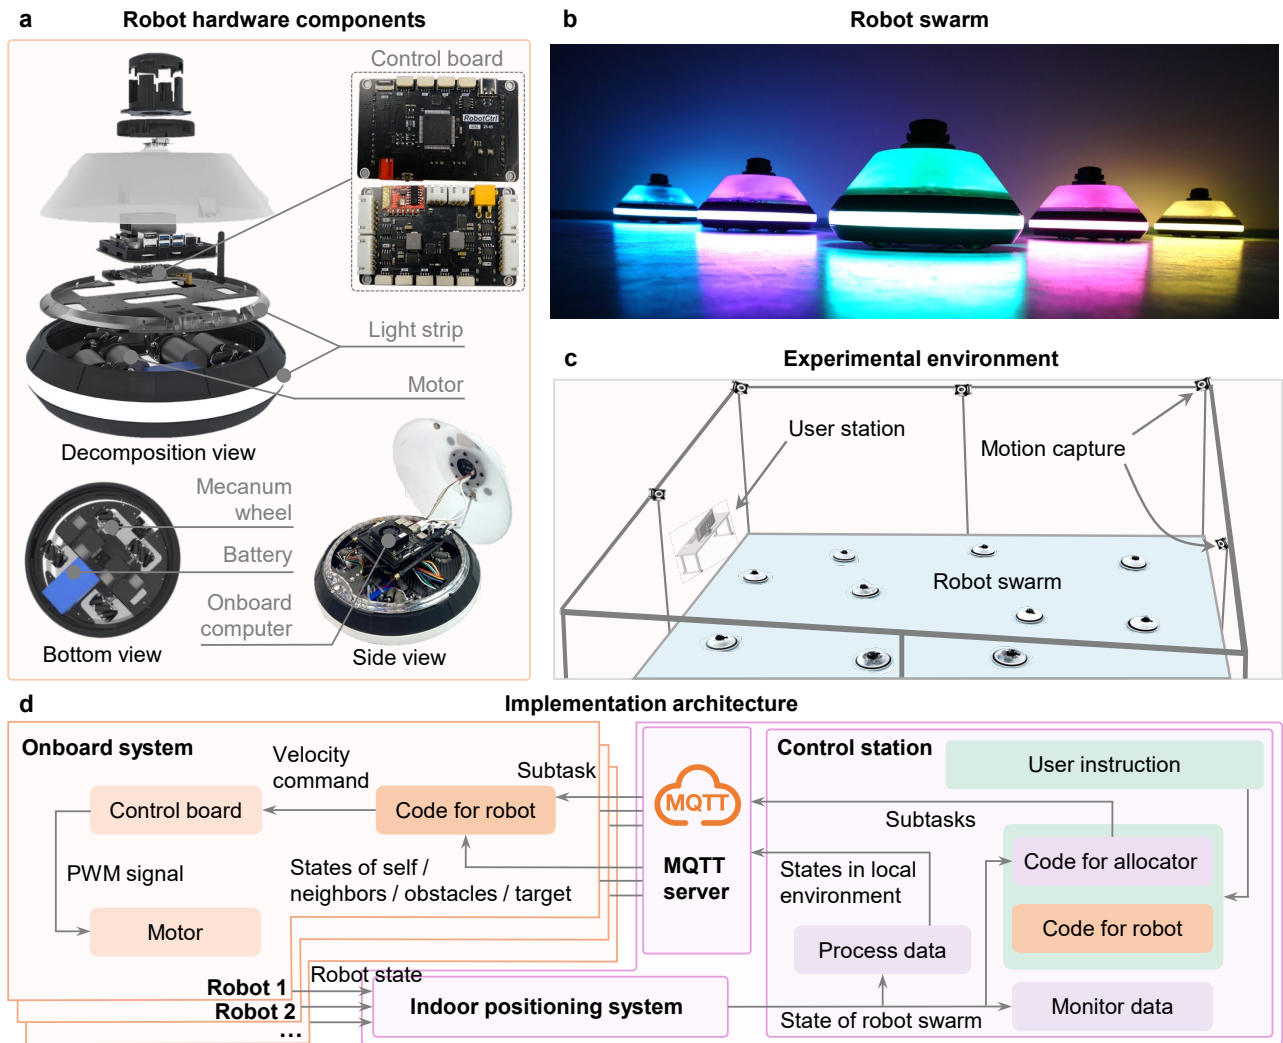 a Robot hardware components
Control board
RobotCtrl
Light strip
Motor
Decomposition view
Mecanum
wheel
Battery
Onboard
computer
Bottom view
Side view
b Robot swarm
c Experimental environment
User station
Motion capture
Robot swarm
d Implementation architecture
Onboard system
Velocity
command
Subtask
Control board
Code for robot
PWM signal
States of self /
neighbors / obstacles / target
Motor
Robot 1
Robot 2
...
Robot state
MQTT
MQTT
server
Indoor positioning system
Control station
User instruction
Subtasks
Code for allocator
States in local
environment
Code for robot
Process data
State of robot swarm
Monitor data